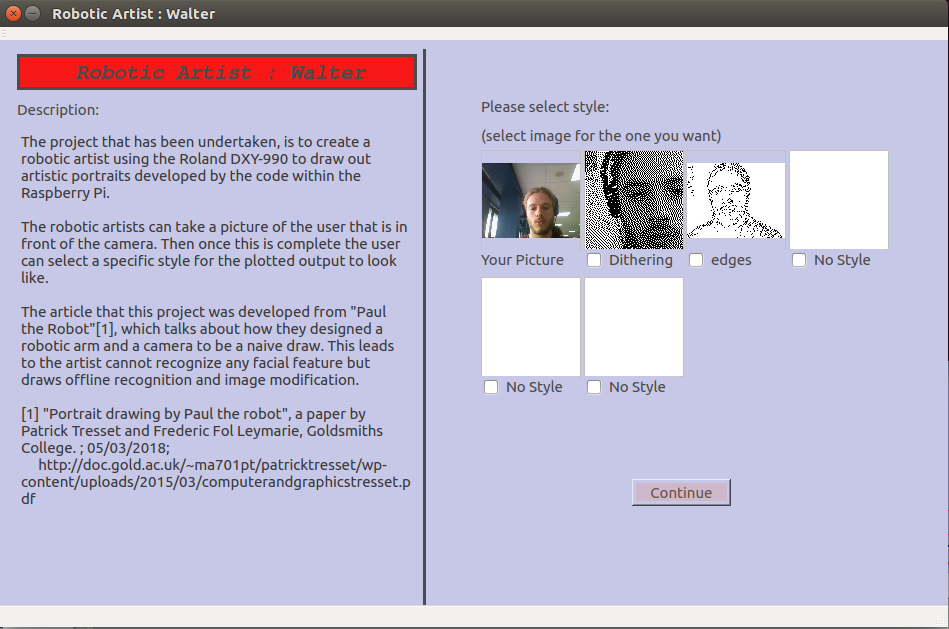 Robotic Artist : Walter
Robotic Artist : Walter
Description:
The project that has been undertaken, is to create a
robotic artist using the Roland DXY-990 to draw out
artistic portraits developed by the code within the
Raspberry Pi.
The robotic artists can take a picture of the user that is in
front of the camera. Then once this is complete the user
can select a specific style for the plotted output to look
like.
The article that this project was developed from "Paul
the Robot"[1], which talks about how they designed a
robotic arm and a camera to be a naive draw. This leads
to the artist cannot recognize any facial feature but
draws offline recognition and image modification.
[1] "Portrait drawing by Paul the robot", a paper by
Patrick Tresset and Frederic Fol Leymarie, Goldsmiths
College. ; 05/03/2018;
http://doc.gold.ac.uk/~ma701pt/patricktresset/wp-
content/uploads/2015/03/computerandgraphicstresset.p
df
Please select style:
(select image for the one you want)
Your Picture
Dithering
edges
No Style
No Style
No Style
Continue